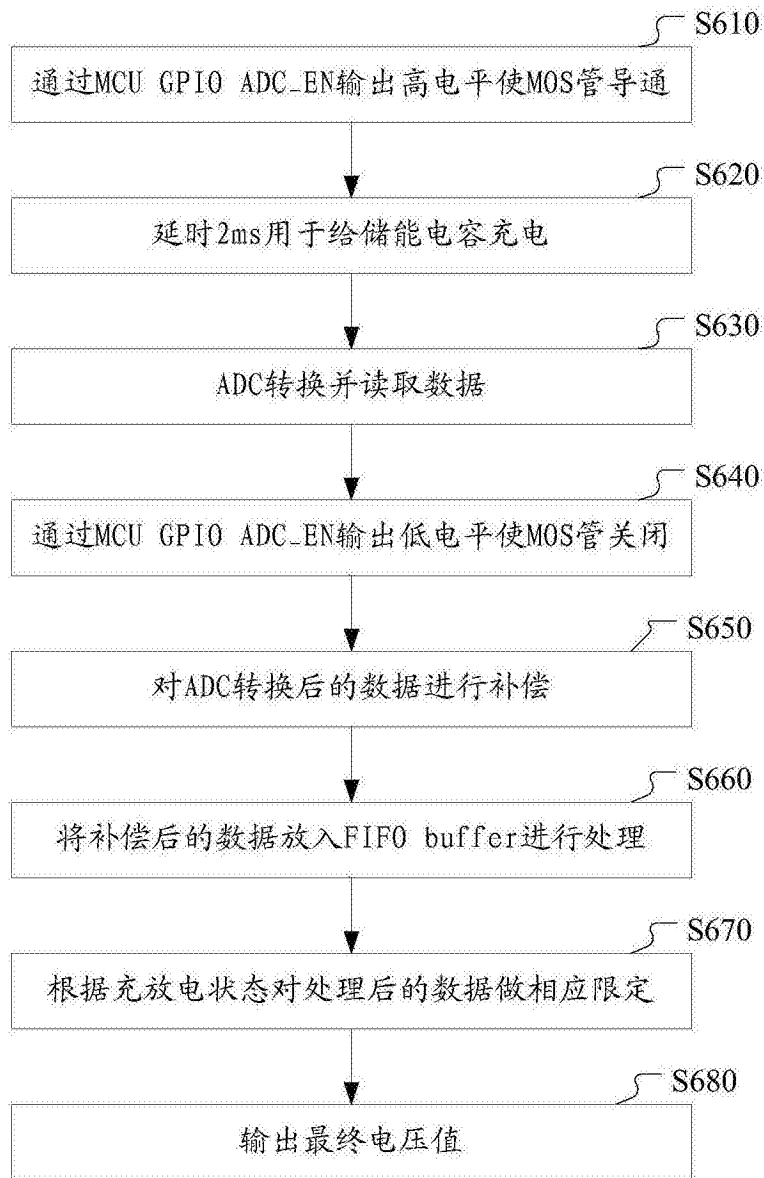 S610
通过MCU GPIO ADC_EN输出高电平使MOS管导通
S620
延时2ms用于给储能电容充电
S630
ADC转换并读取数据
S640
通过MCU GPIO ADC_EN输出低电平使MOS管关闭
S650
对ADC转换后的数据进行补偿
S660
将补偿后的数据放入FIFO buffer进行处理
S670
根据充放电状态对处理后的数据做相应限定
S680
输出最终电压值